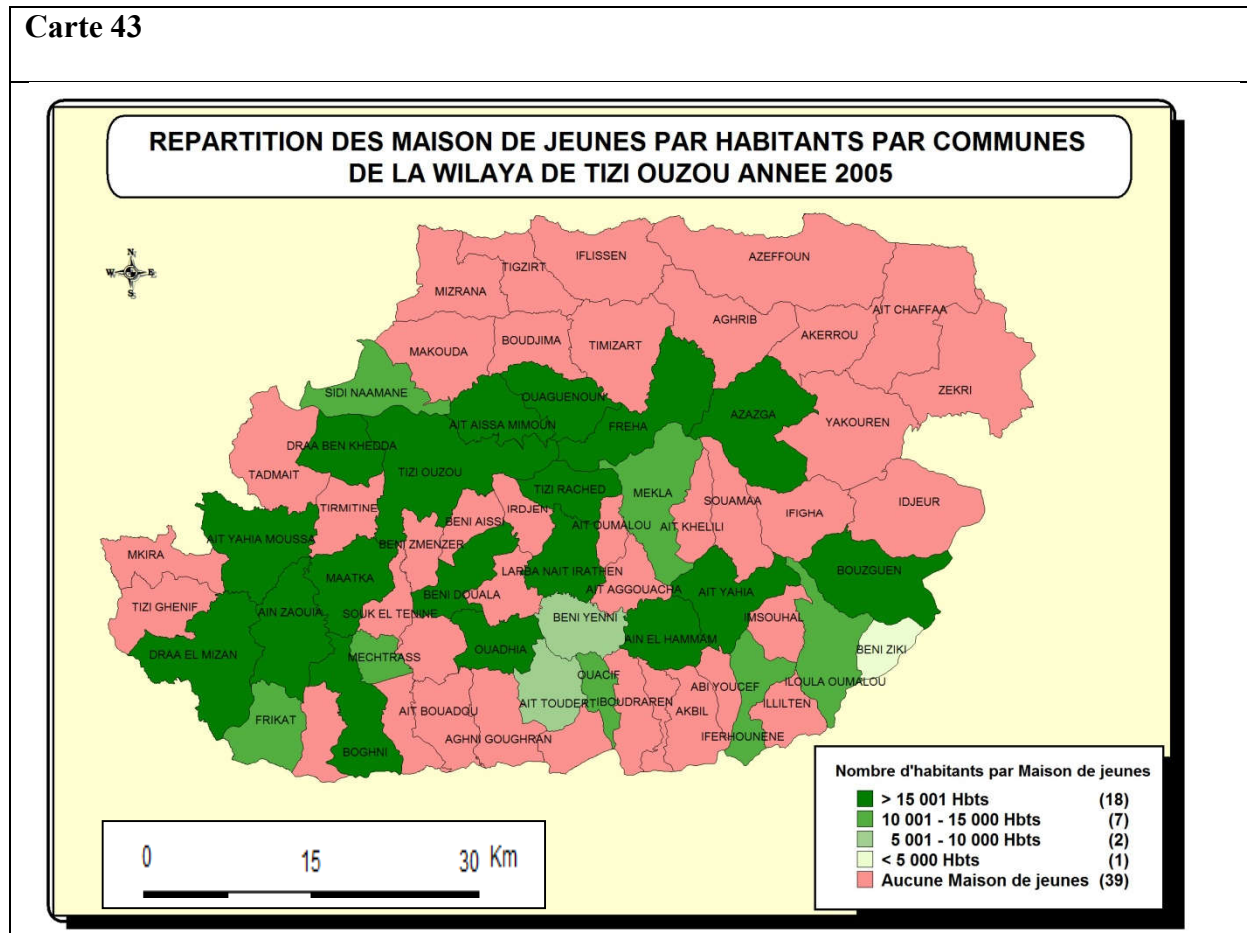 Carte 43
REPARTITION DES MAISON DE JEUNES PAR HABITANTS PAR COMMUNES
DE LA WILAYA DE TIZI OUZOU ANNEE 2005
N
W E
S
IFLISSEN
AZEFFOUN
TIGZIRT
MIZRANA
AIT CHAFFAA
AGHRIB
AKERROU
BOUDJIMA
TIMIZART
MAKOUDA
ZEKRI
SIDI NAAMANE
OUAGUENOUN
AZAZGA
YAKOUREN
AIT AISSA MIMOUN
FREHA
DRAA BEN KHEDDA
TADMAIT
TIZI OUZOU
TIZI RACHED
MEKLA
SOUAMAA
IDJEUR
TIRMITINE
IRDJEN
IFIGHA
BENI AISSI
AIT OUMALOU
AIT KHELILI
AIT YAHIA MOUSSA
BENI ZMENZER
MKIRA
LARBA NAIT IRATHEN
BOUZGUEN
MAATKA
AIT AGGOUACHA
AIT YAHIA
BENI DOUALA
TIZI GHENIF
AIN ZAOUIA
SOUK EL TENINE
BENI YENNI
IMSOUHAL
AIN EL HAMMAM
OUADHIA
BENI ZIKI
DRAA EL MIZAN
MECHTRASS
OUACIF
ILOULA OUMALOU
ABI YOUCEF
AIT TOUDERT
IBOUDRAREN
ILLILTEN
AIT BOUADOU
FRIKAT
AKBIL
IFERHOUNENE
AGHNI GOUGHRAN
BOGHNI
Nombre d'habitants par Maison de jeunes
> 15 001 Hbts (18)
10 001 - 15 000 Hbts (7)
5 001 - 10 000 Hbts (2)
< 5 000 Hbts (1)
Aucune Maison de jeunes (39)
0 15 30 Km